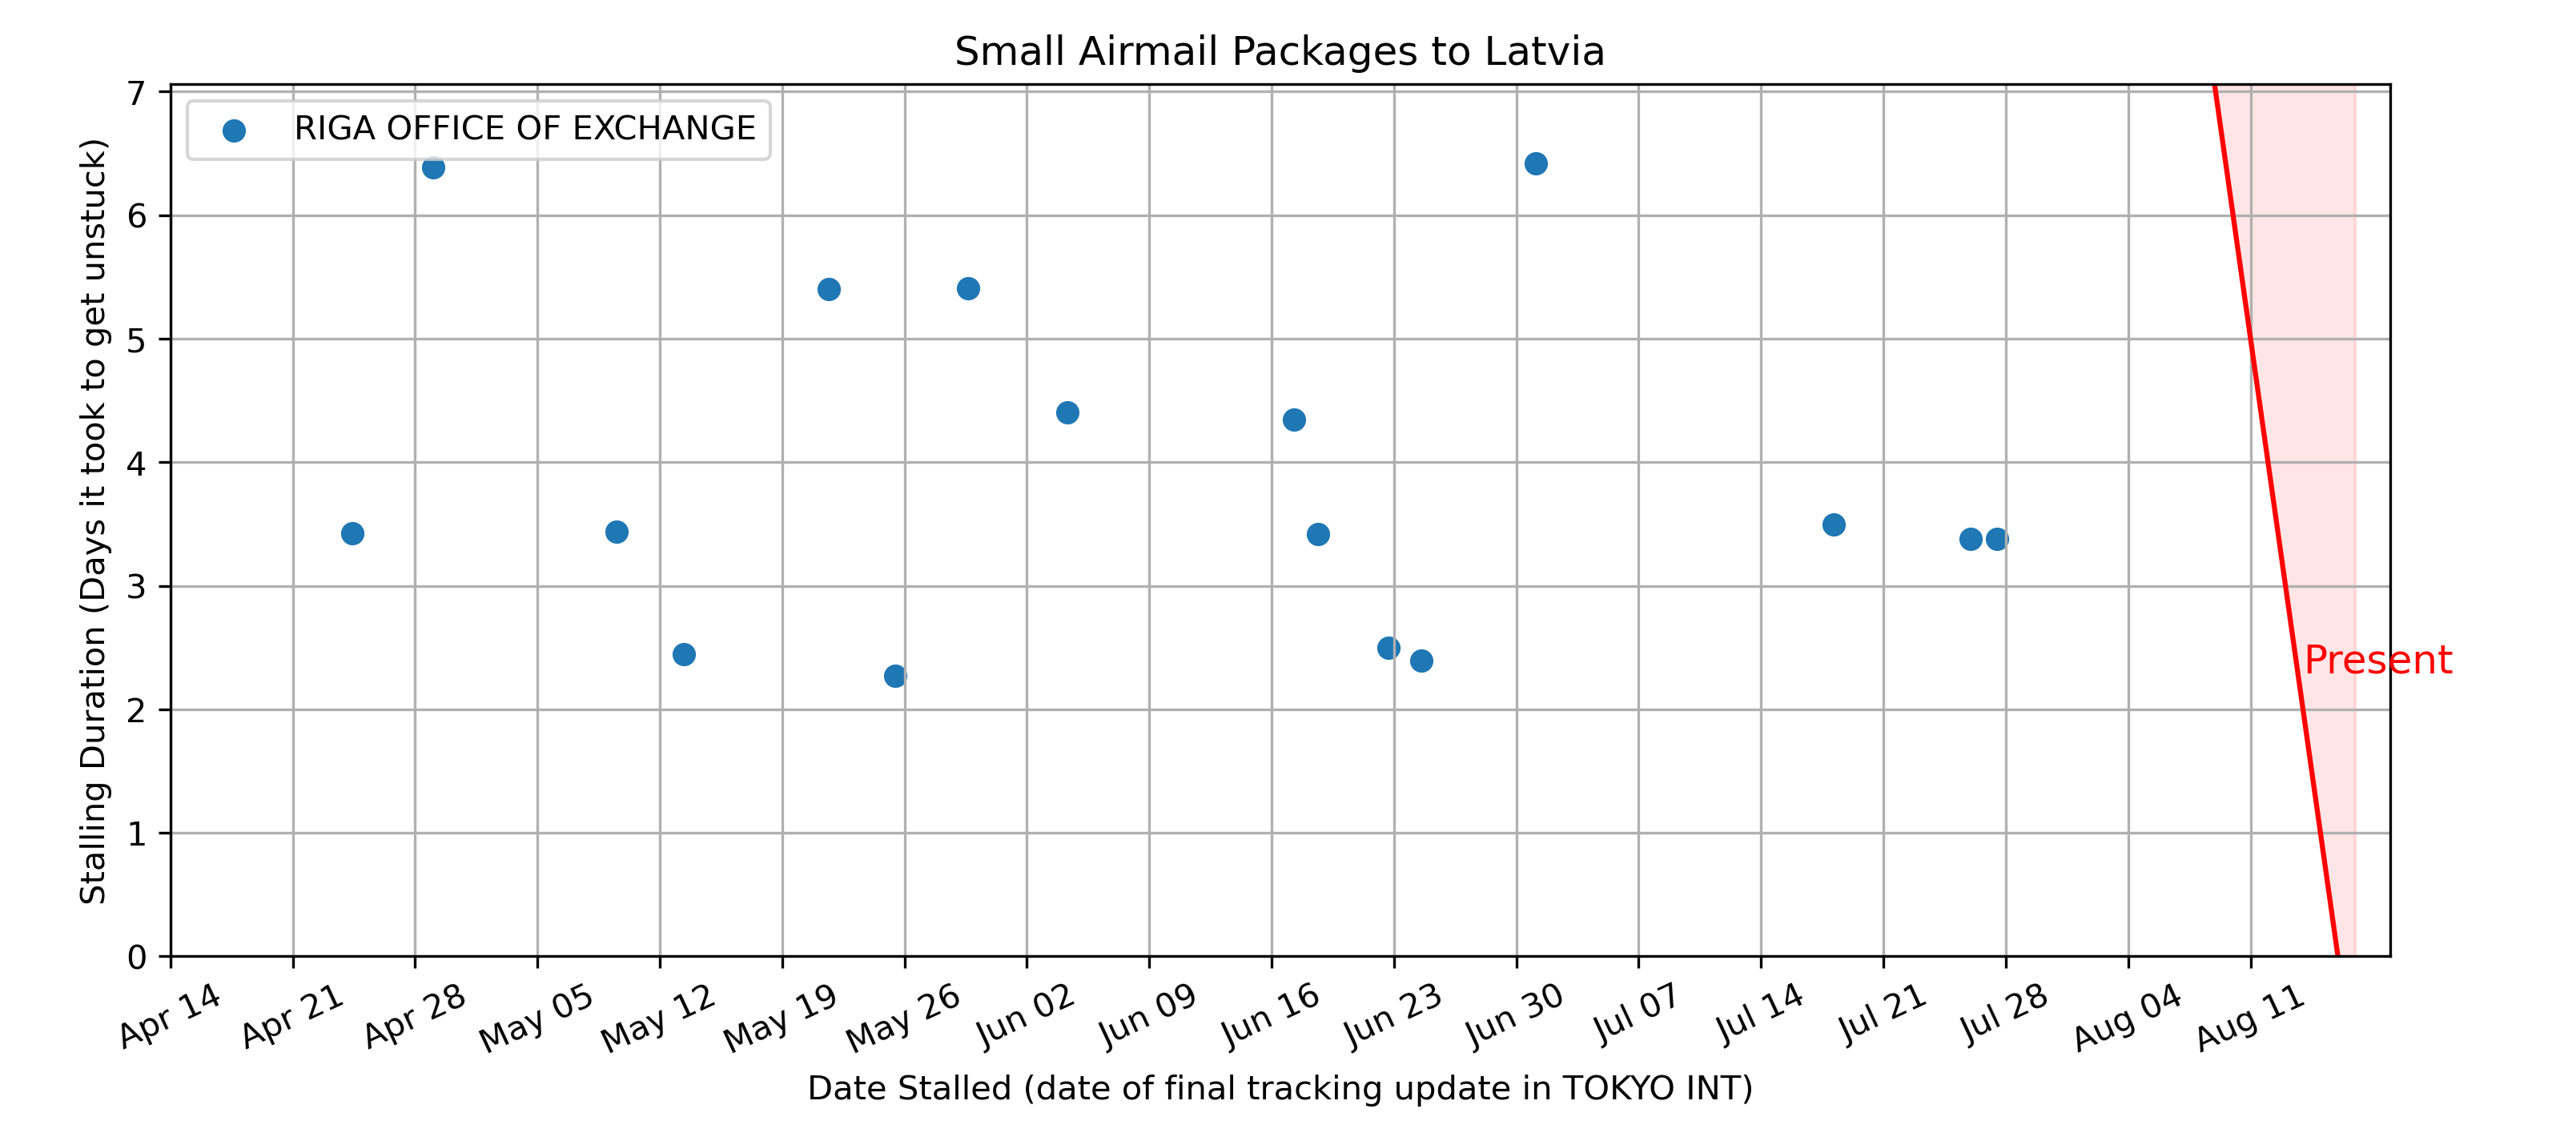 Small Airmail Packages to Latvia
RIGA OFFICE OF EXCHANGE
Stalling Duration (Days it took to get unstuck)
7
6
5
4
3
2
1
0
Present
Apr 14
Apr 21
Apr 28
May 05
May 12
May 19
May 26
Jun 02
Jun 09
Jun 16
Jun 23
Jun 30
Jul 07
Jul 14
Jul 21
Jul 28
Aug 04
Aug 11
Date Stalled (date of final tracking update in TOKYO INT)